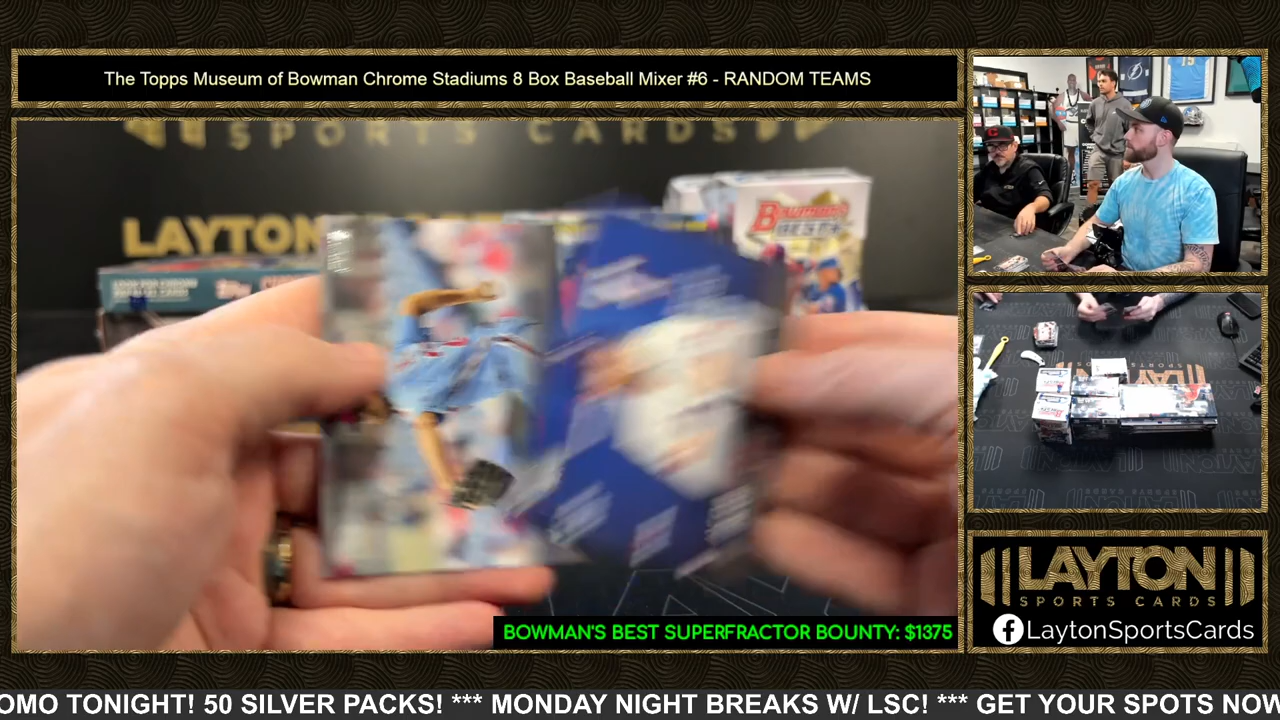 The Topps Museum of Bowman Chrome Stadiums 8 Box Baseball Mixer #6 - RANDOM TEAMS
SPORTS CARDS
LAYTON
BOWMAN'S
BEST
BOWMAN'S BEST SUPERFRACTOR BOUNTY: $1375
LAYTON
SPORTS CARDS
LaytonSportsCards
OMO TONIGHT! 50 SILVER PACKS! *** MONDAY NIGHT BREAKS W/ LSC! *** GET YOUR SPOTS NOW